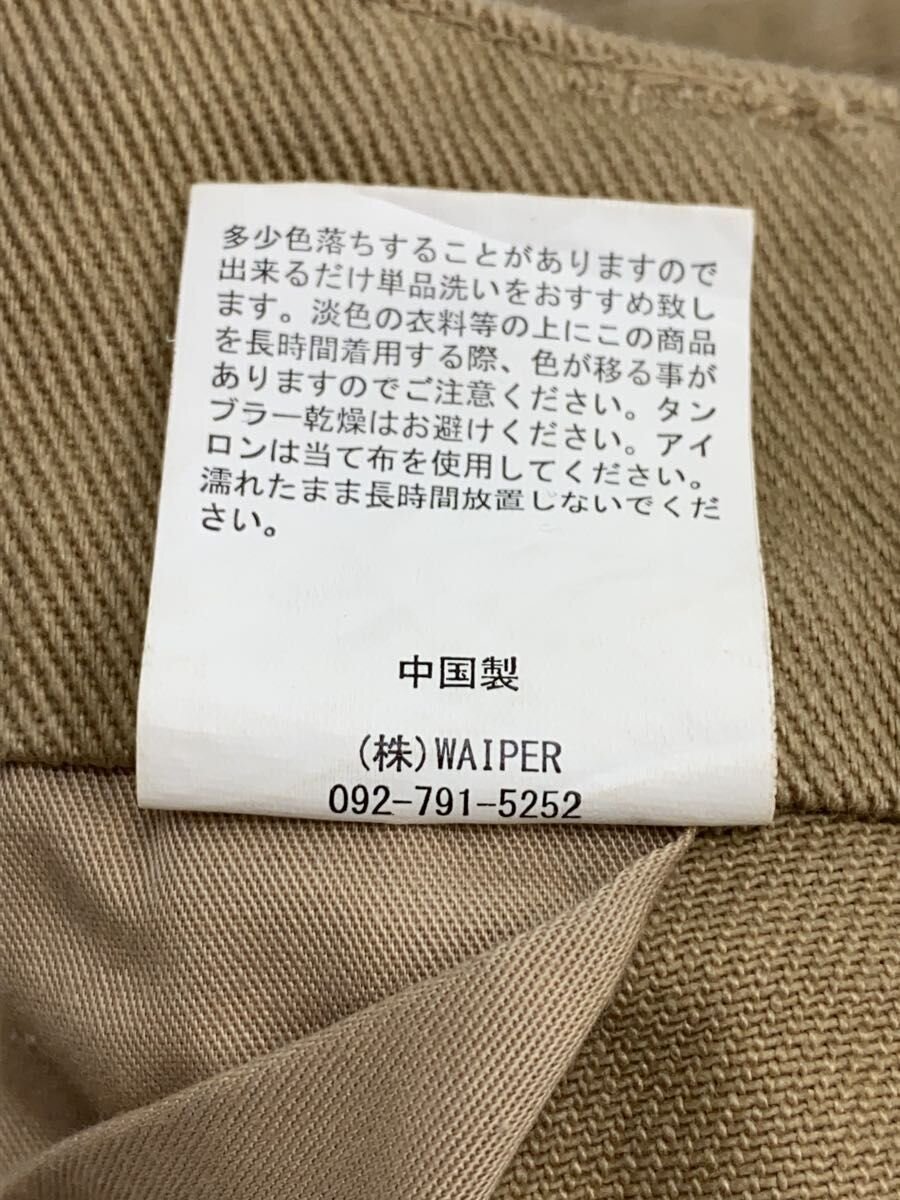 多少色落ちすることがありますので
出来るだけ単品洗いをおすすめ致し
ます。淡色の衣料等の上にこの商品
を長時間着用する際、色が移る事が
ありますのでご注意ください。タン
ブラー乾燥はお避けください。アイ
ロンは当て布を使用してください。
濡れたまま長時間放置しないでくだ
さい。
中国製
(株)WAIPER
092-791-5252